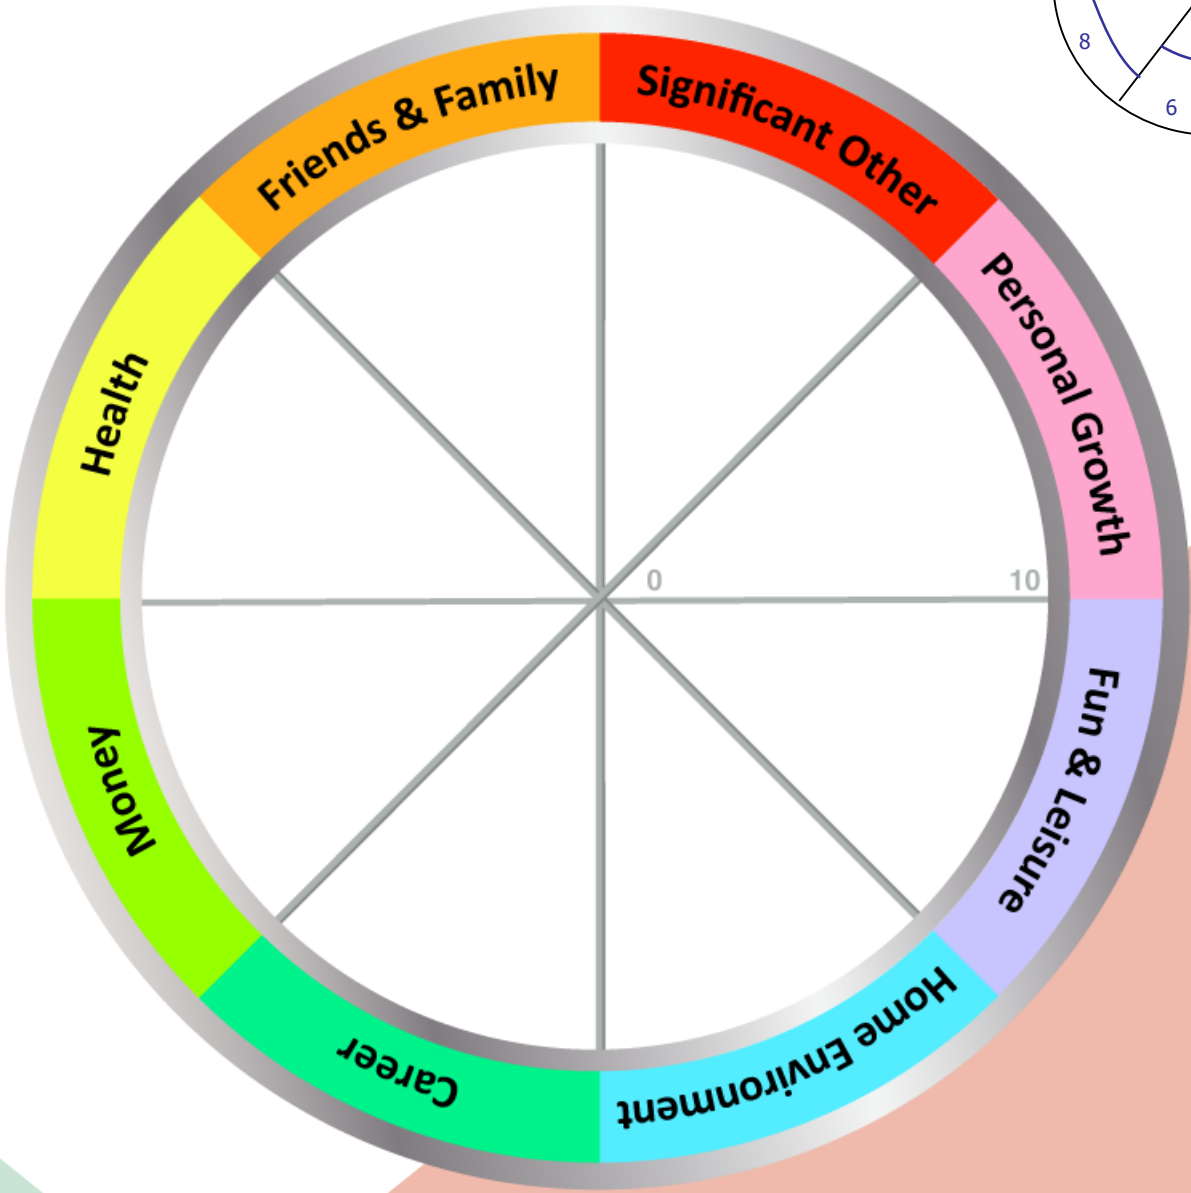 8
6
Friends & Family
Significant Other
Personal Growth
Health
0
10
Fun & Leisure
Money
Home Environment
Career